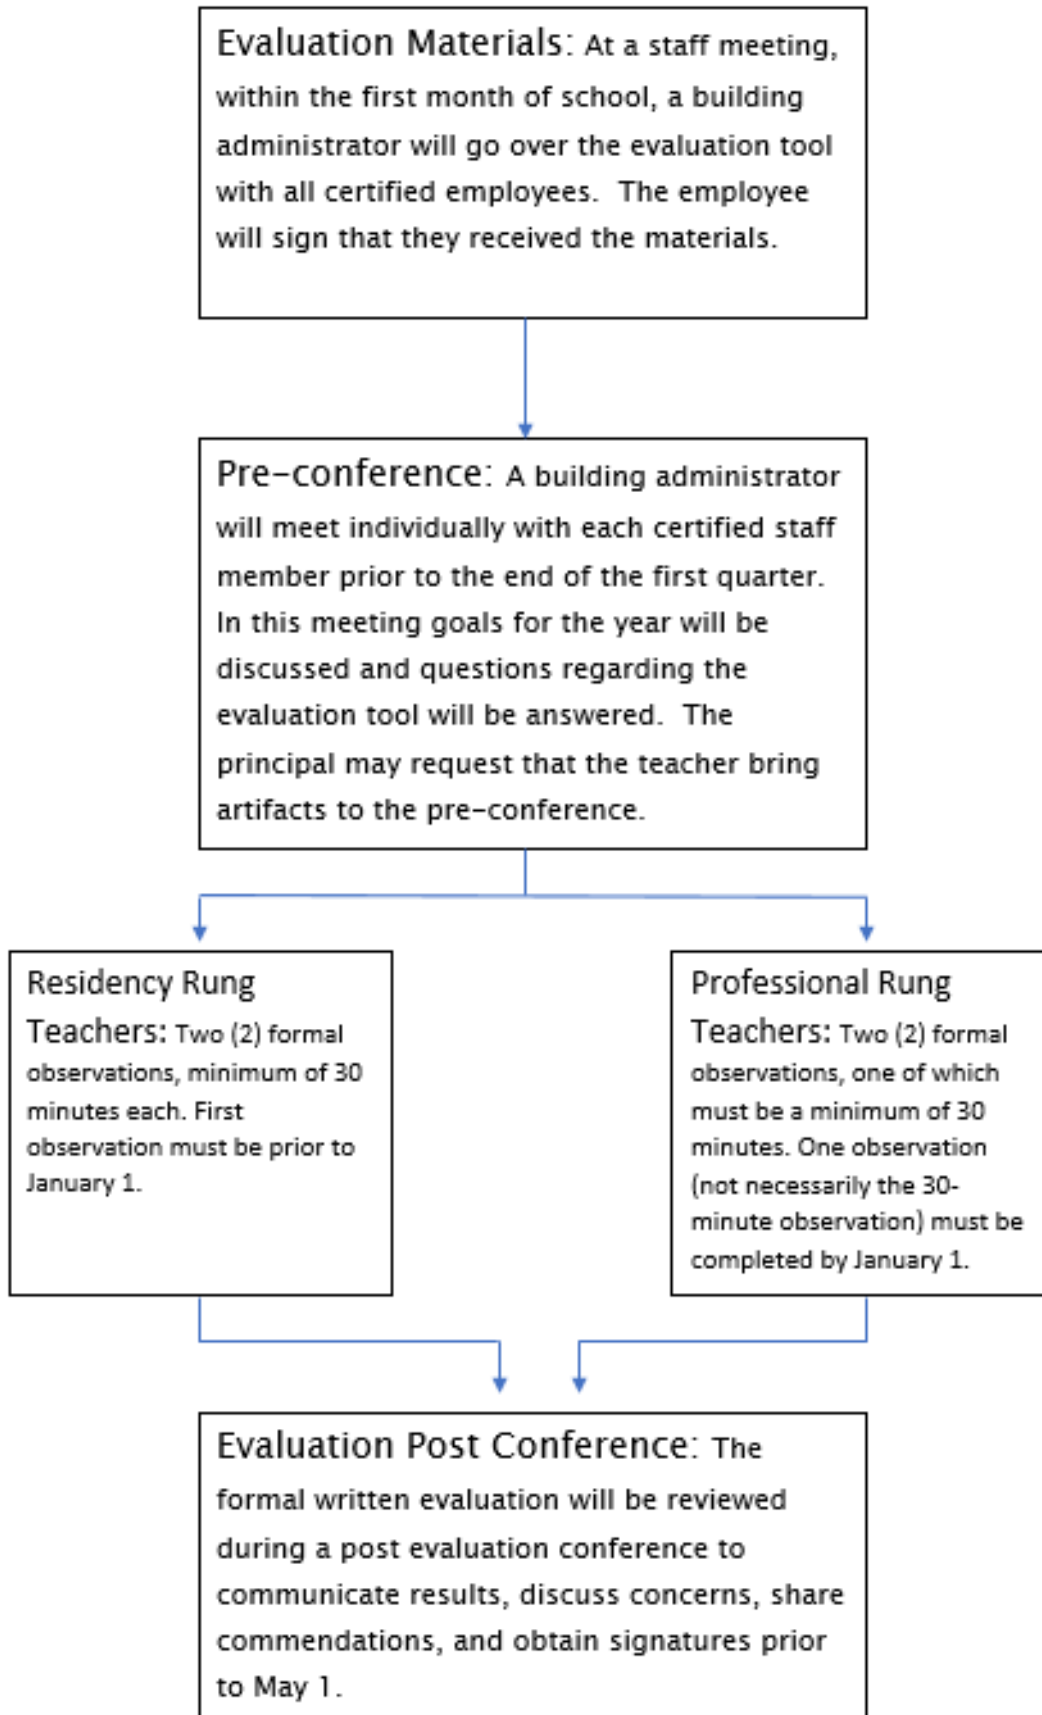 Evaluation Materials: At a staff meeting,
within the first month of school, a building
administrator will go over the evaluation tool
with all certified employees.  The employee
will sign that they received the materials.
Pre-conference: A building administrator
will meet individually with each certified staff
member prior to the end of the first quarter.
In this meeting goals for the year will be
discussed and questions regarding the
evaluation tool will be answered.  The
principal may request that the teacher bring
artifacts to the pre-conference.
Residency Rung
Teachers: Two (2) formal
observations, minimum of 30
minutes each. First
observation must be prior to
January 1.
Professional Rung
Teachers: Two (2) formal
observations, one of which
must be a minimum of 30
minutes. One observation
(not necessarily the 30-
minute observation) must be
completed by January 1.
Evaluation Post Conference: The
formal written evaluation will be reviewed
during a post evaluation conference to
communicate results, discuss concerns, share
commendations, and obtain signatures prior
to May 1.